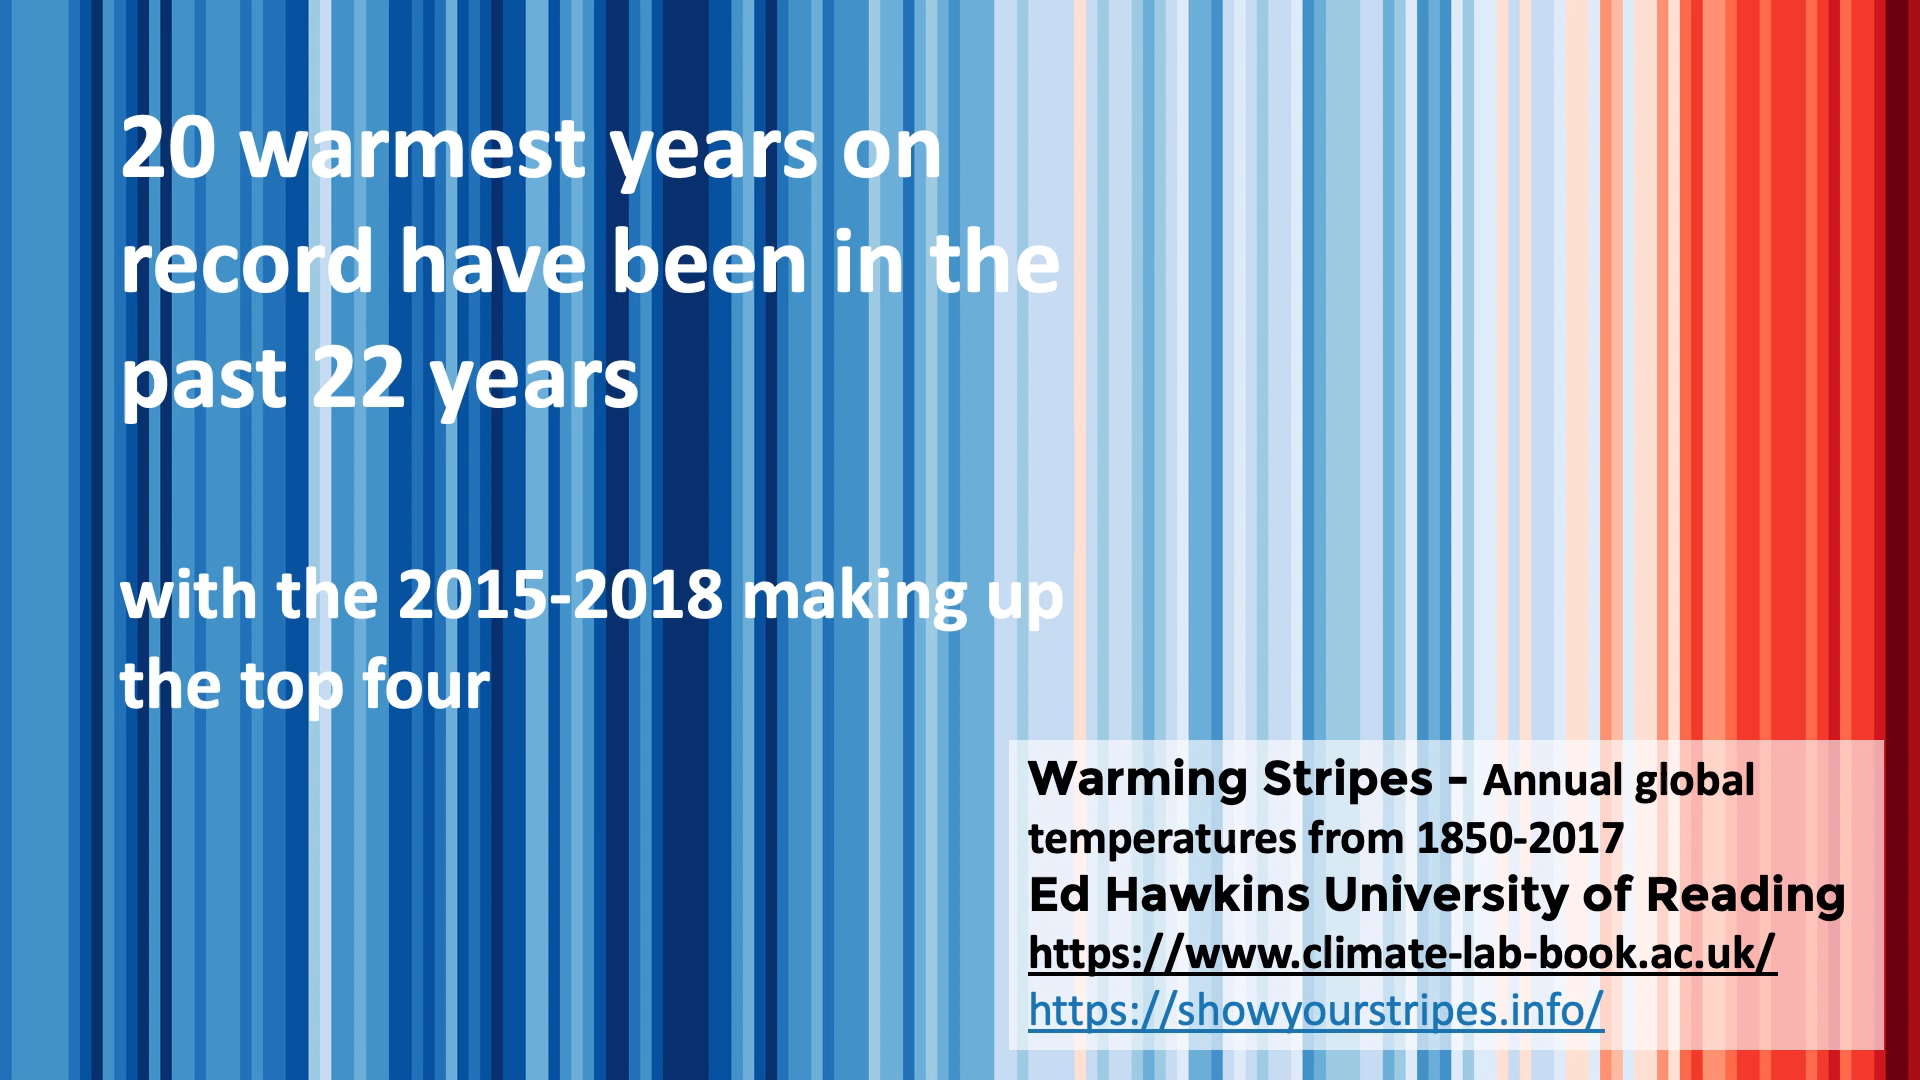 20 warmest years on
record have been in the
past 22 years
with the 2015-2018 making up
the top four
Warming Stripes - Annual global
temperatures from 1850-2017
Ed Hawkins University of Reading
https://www.climate-lab-book.ac.uk/
https://showyourstripes.info/